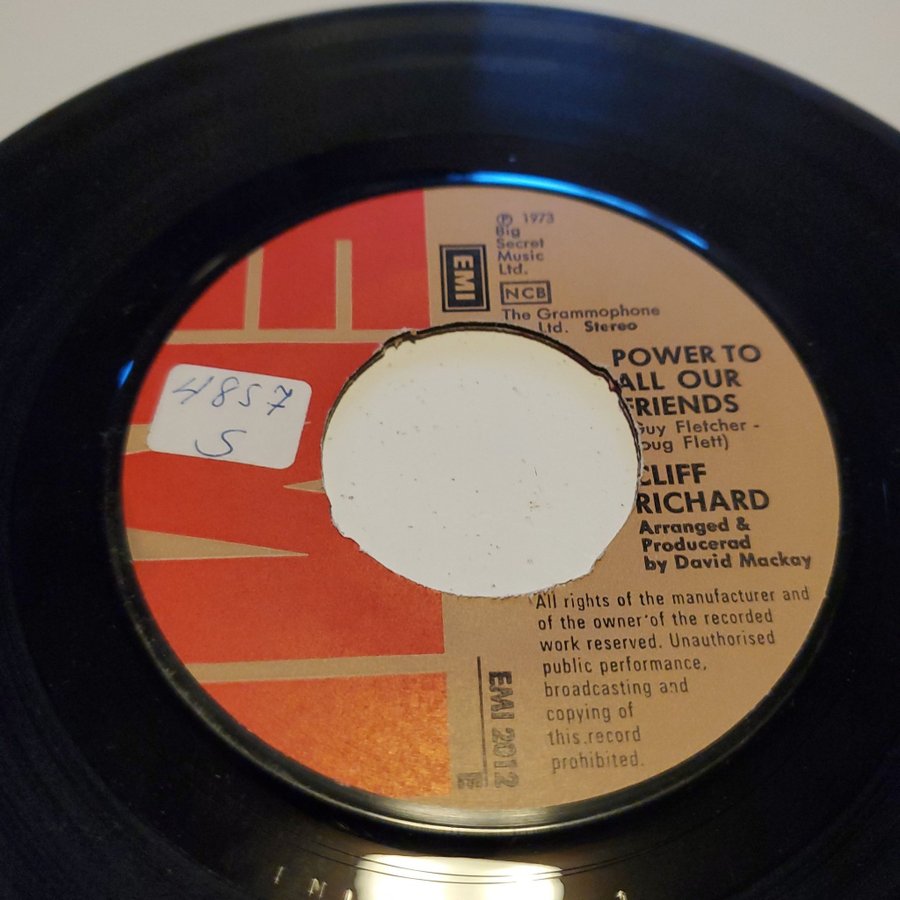 ℗ 1973
Big
Secret
Music
Ltd.
EMI
NCB
The Grammophone
Ltd. Stereo
POWER TO
ALL OUR
FRIENDS
Guy Fletcher -
Doug Flett)
CLIFF
RICHARD
Arranged &
Producerad
by David Mackay
All rights of the manufacturer and
of the owner of the recorded
work reserved. Unauthorised
public performance,
broadcasting and
copying of
this record
prohibited.
EMI 2012
4857
S